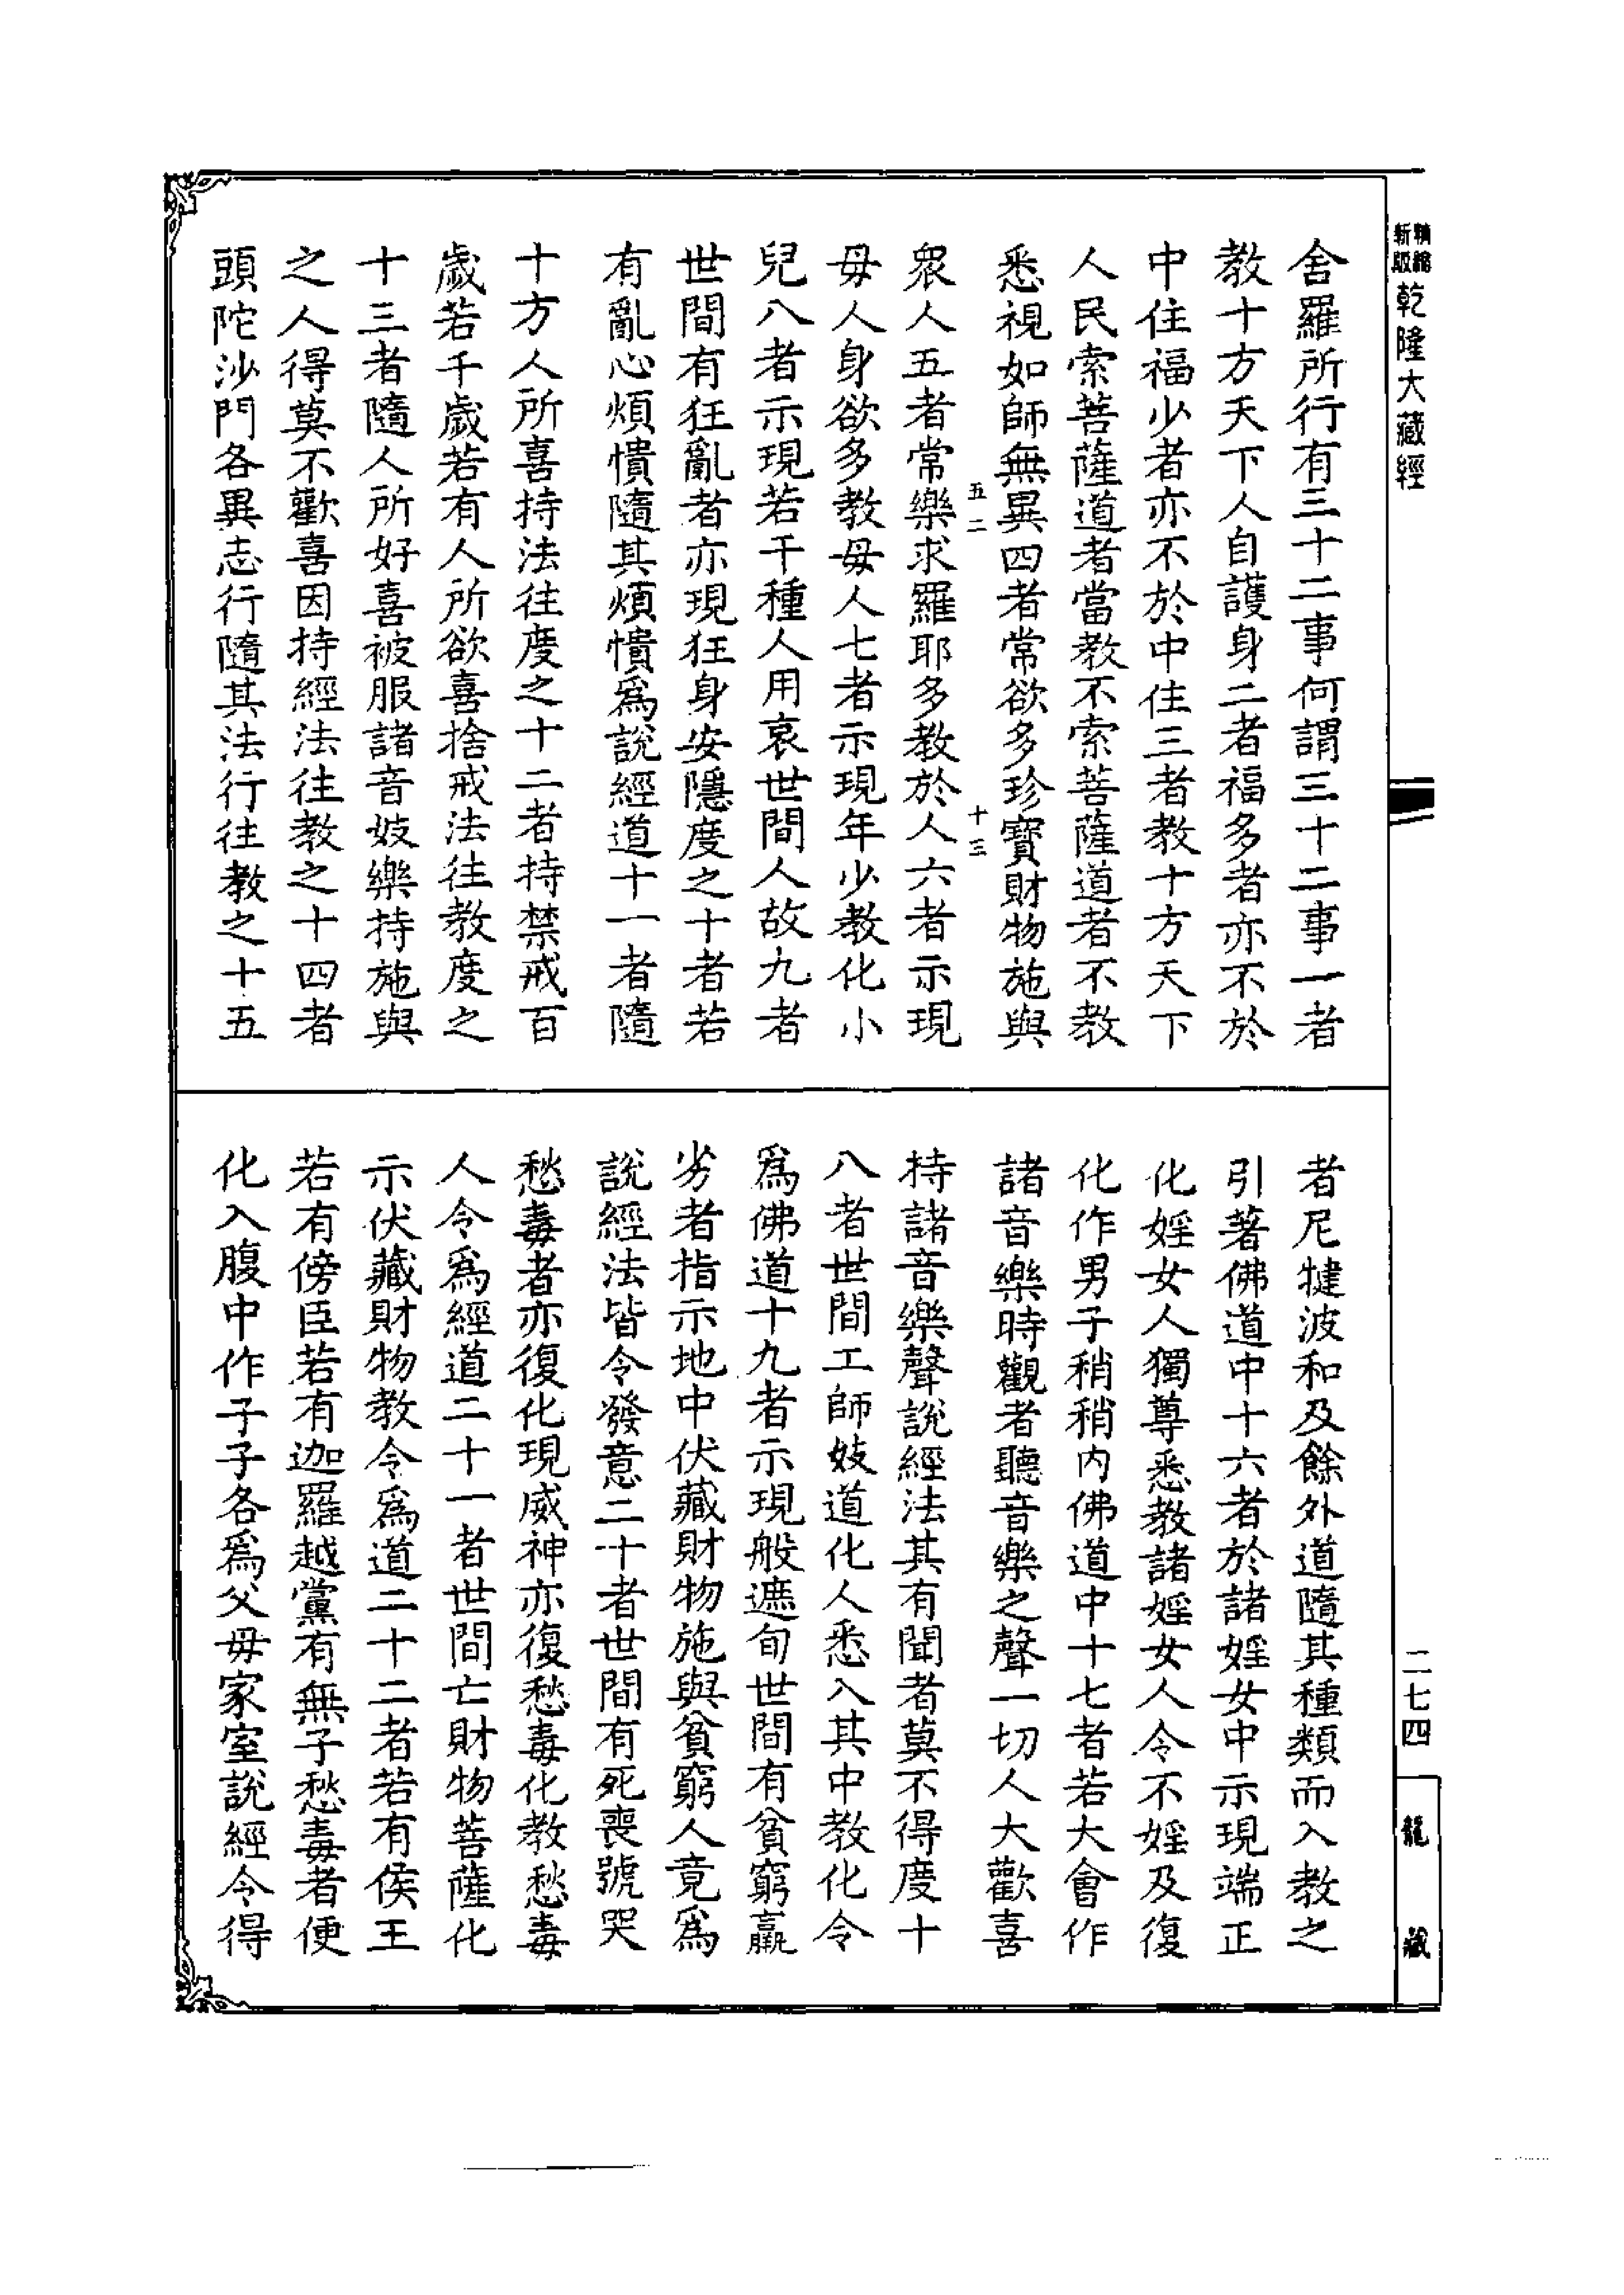 精縮
新版
乾隆大藏經
二七四
龍藏
舍羅所行有三十二事何謂三十二事一者
教十方天下人自護身二者福多者亦不於
中住福少者亦不於中住三者教十方天下
人民索菩薩道者當教不索菩薩道者不教
悉視如師無異四者常欲多珍寶財物施與
五二
十三
眾人五者常樂求羅耶多教於人六者示現
母人身欲多教母人七者示現年少教化小
兒八者示現若干種人用哀世間人故九者
世間有狂亂者亦現狂身安隱度之十者若
有亂心煩憒隨其煩憒爲說經道十一者隨
十方人所喜持法往度之十二者持禁戒百
歲若千歲若有人所欲喜捨戒法往教度之
十三者隨人所好喜被服諸音妓樂持施與
之人得莫不歡喜因持經法往教之十四者
頭陀沙門各異志行隨其法行往教之十五
者尼犍波和及餘外道隨其種類而入教之
引著佛道中十六者於諸婬女中示現端正
化婬女人獨尊悉教諸婬女人令不婬及復
化作男子稍稍內佛道中十七者若大會作
諸音樂時觀者聽音樂之聲一切人大歡喜
持諸音樂聲說經法其有聞者莫不得度十
八者世間工師妓道化人悉入其中教化令
爲佛道十九者示現般遮旬世間有貧窮羸
劣者指示地中伏藏財物施與貧窮人竟爲
說經法皆令發意二十者世間有死喪號哭
愁毒者亦復化現威神亦復愁毒化教愁毒
人令爲經道二十一者世間亡財物菩薩化
示伏藏財物教令爲道二十二者若有侯王
若有傍臣若有迦羅越黨有無子愁毒者便
化入腹中作子子各爲父母家室說經令得